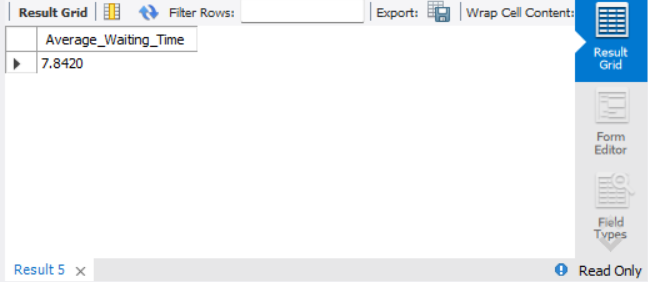 Result Grid Filter Rows: Export: Wrap Cell Content:
Average_Waiting_Time
7.8420
Result
Grid
Form
Editor
Field
Types
Result 5 Read Only